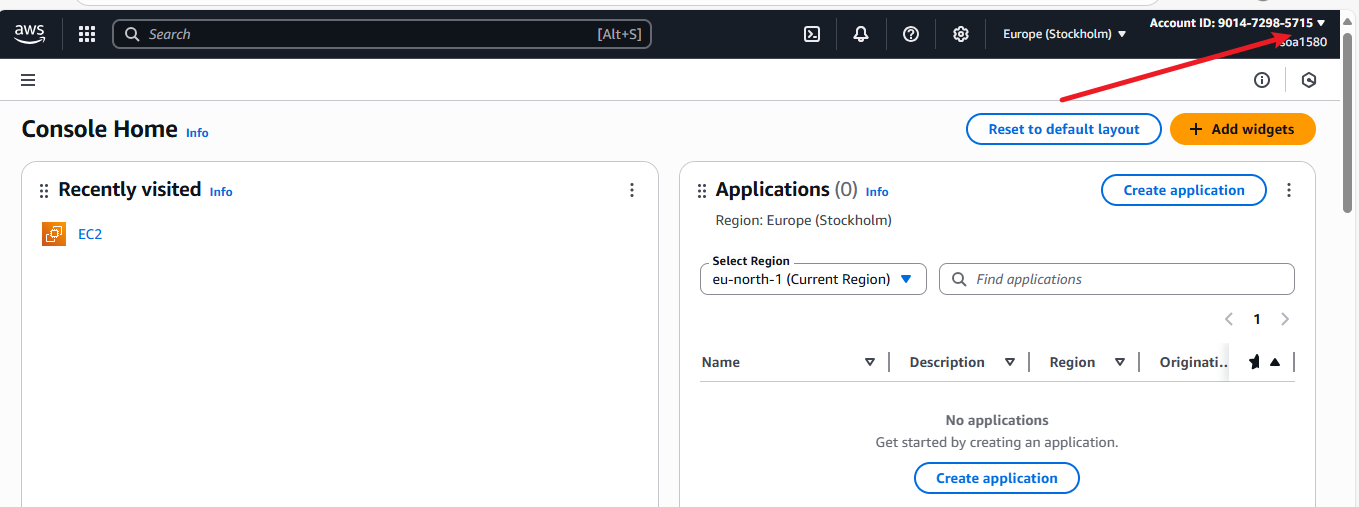 aws
Search [Alt+S]
Europe (Stockholm)
Account ID: 9014-7298-5715
Console Home Info
Reset to default layout
+ Add widgets
Recently visited Info
EC2
Applications (0) Info
Create application
Region: Europe (Stockholm)
Select Region
eu-north-1 (Current Region)
Find applications
1
Name
Description
Region
Originati..
No applications
Get started by creating an application.
Create application